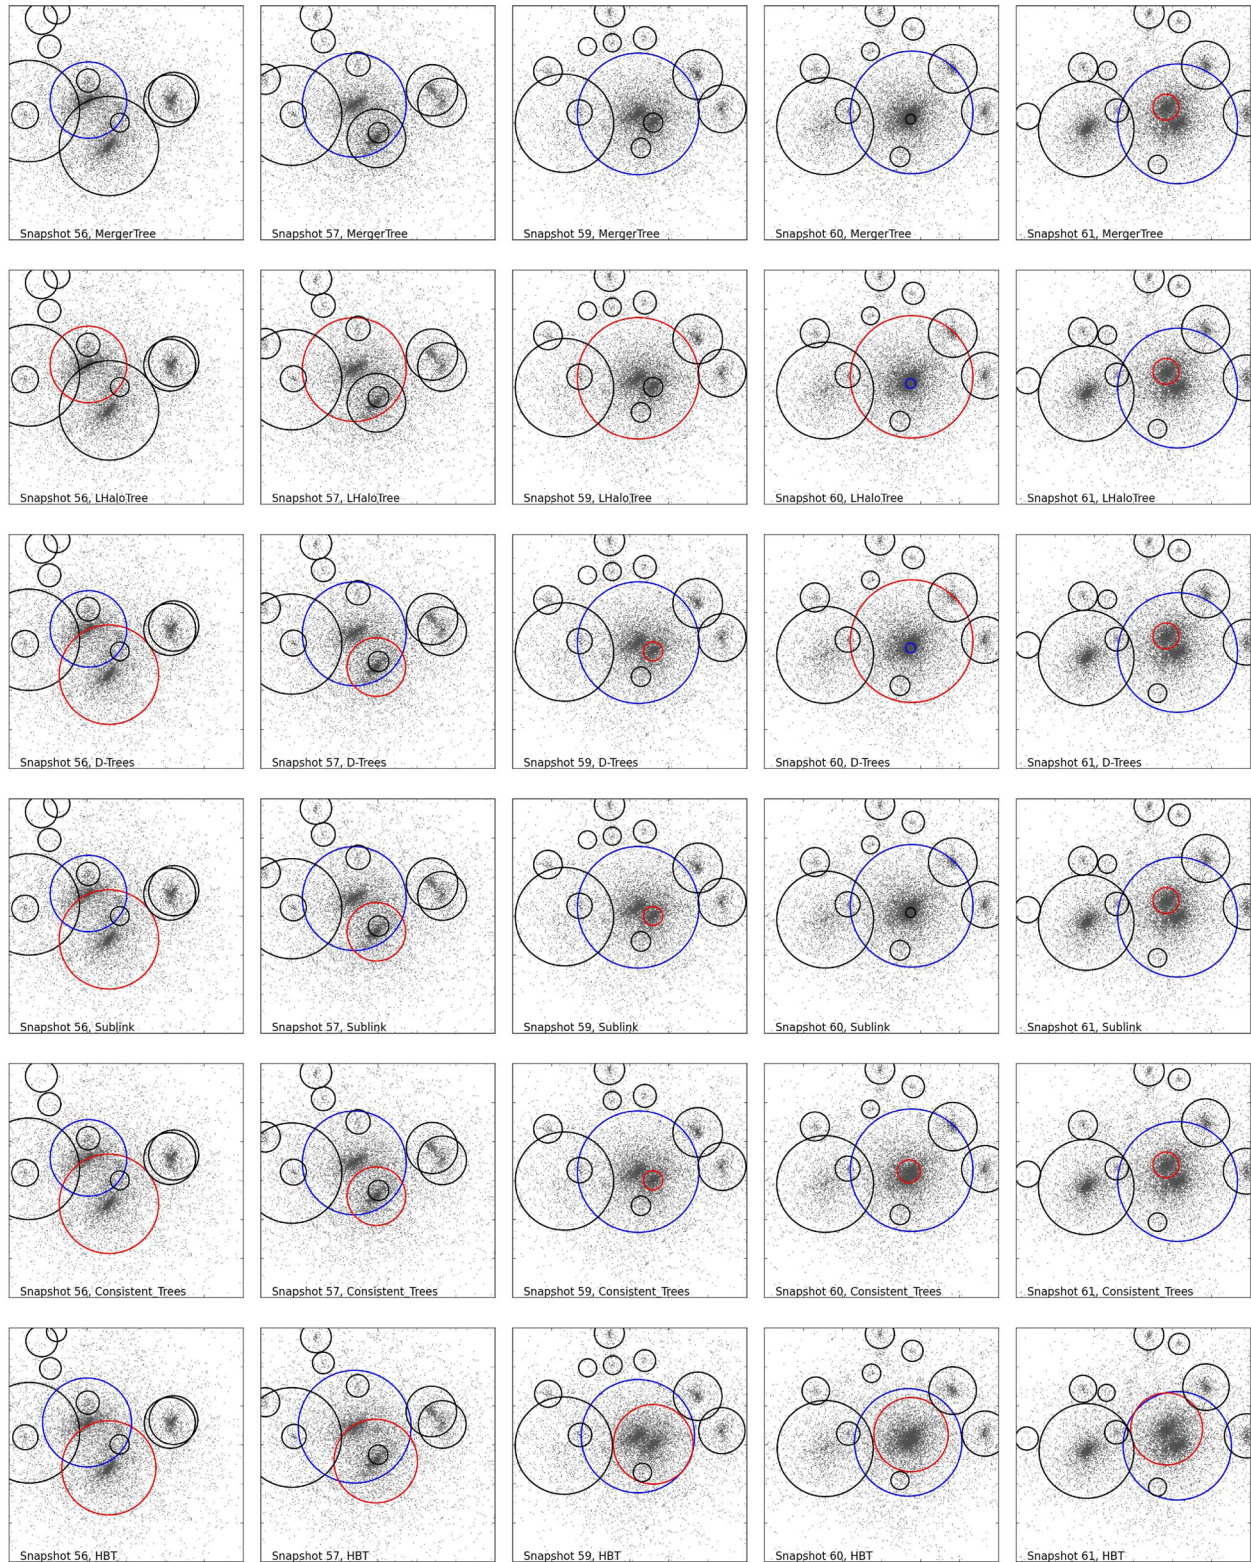 Snapshot 56, MergerTree
Snapshot 57, MergerTree
Snapshot 59, MergerTree
Snapshot 60, MergerTree
Snapshot 61, MergerTree
Snapshot 56, LHaloTree
Snapshot 57, LHaloTree
Snapshot 59, LHaloTree
Snapshot 60, LHaloTree
Snapshot 61, LHaloTree
Snapshot 56, D-Trees
Snapshot 57, D-Trees
Snapshot 59, D-Trees
Snapshot 60, D-Trees
Snapshot 61, D-Trees
Snapshot 56, Sublink
Snapshot 57, Sublink
Snapshot 59, Sublink
Snapshot 60, Sublink
Snapshot 61, Sublink
Snapshot 56, Consistent_Trees
Snapshot 57, Consistent_Trees
Snapshot 59, Consistent_Trees
Snapshot 60, Consistent_Trees
Snapshot 61, Consistent_Trees
Snapshot 56, HBT
Snapshot 57, HBT
Snapshot 59, HBT
Snapshot 60, HBT
Snapshot 61, HBT